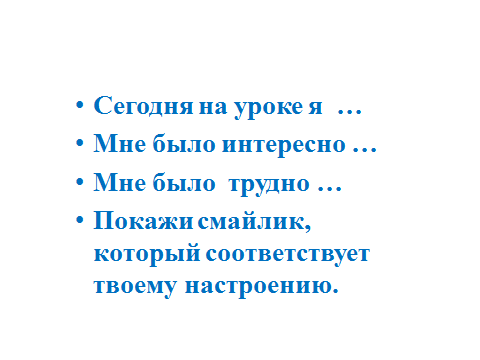 • Сегодня на уроке я …
• Мне было интересно …
• Мне было трудно …
• Покажи смайлик,
который соответствует
твоему настроению.